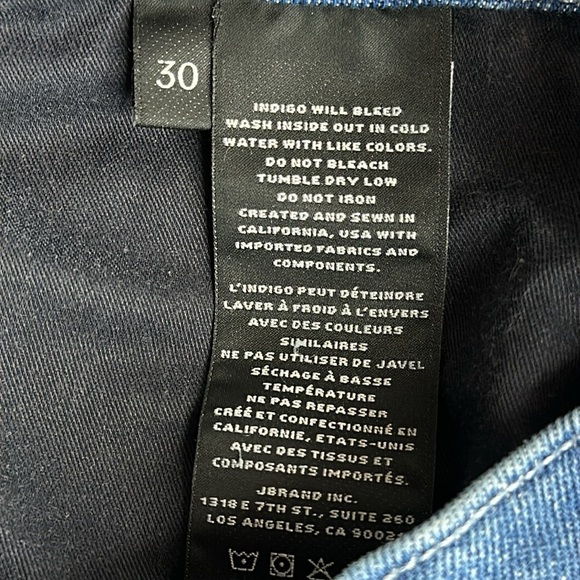 30
INDIGO WILL BLEED
WASH INSIDE OUT IN COLD
WATER WITH LIKE COLORS.
DO NOT BLEACH
TUMBLE DRY LOW
DO NOT IRON
CREATED AND SEWN IN
CALIFORNIA, USA WITH
IMPORTED FABRICS AND
COMPONENTS.
L'INDIGO PEUT DÉTEINDRE
LAVER À FROID À L'ENVERS
AVEC DES COULEURS
SIMILAIRES
NE PAS UTILISER DE JAVEL
SÉCHAGE À BASSE
TEMPÉRATURE
NE PAS REPASSER
CRÉÉ ET CONFECTIONNÉ EN
CALIFORNIE, ETATS-UNIS
AVEC DES TISSUS ET
COMPOSANTS IMPORTÉS.
JBRAND INC.
1318 E 7TH ST., SUITE 260
LOS ANGELES, CA 9002